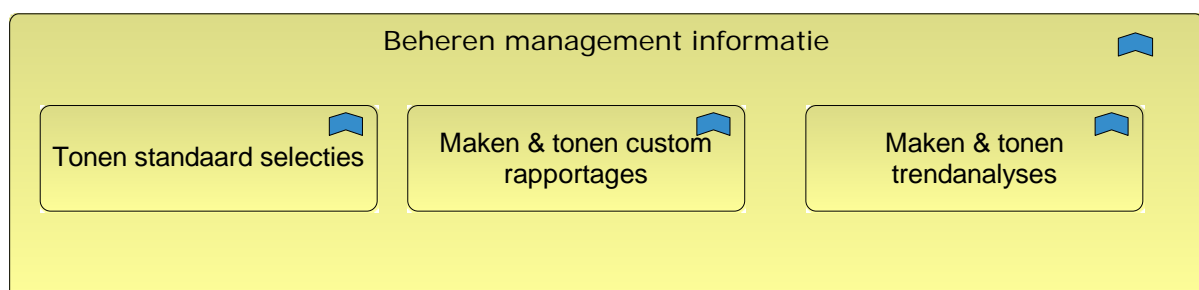 Beheren management informatie
Tonen standaard selecties
Maken & tonen custom
rapportages
Maken & tonen
trendanalyses